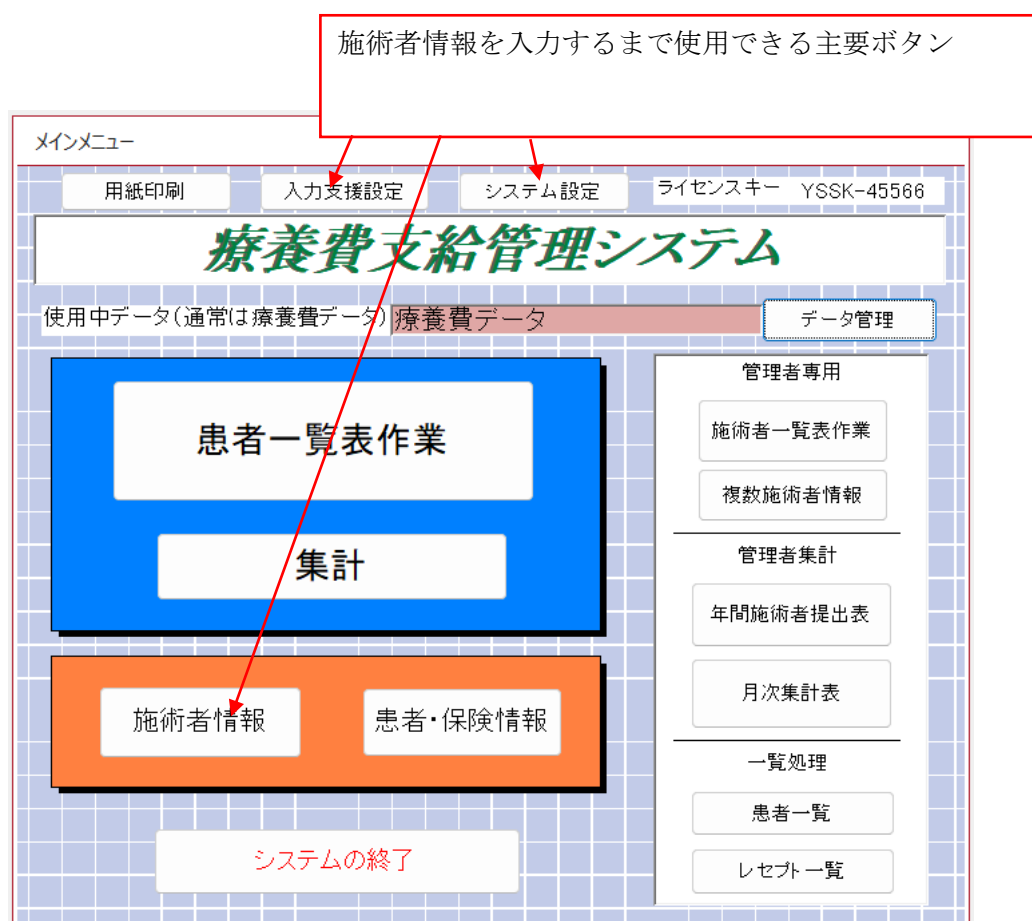 施術者情報を入力するまで使用できる主要ボタン
メインメニュー
用紙印刷
入力支援設定
システム設定
ライセンスキー YSSK-45566
療養費支給管理システム
使用中データ(通常は療養費データ)
療養費データ
データ管理
患者一覧表作業
集計
施術者情報
患者・保険情報
システムの終了
管理者専用
施術者一覧表作業
複数施術者情報
管理者集計
年間施術者提出表
月次集計表
一覧処理
患者一覧
レセプト一覧